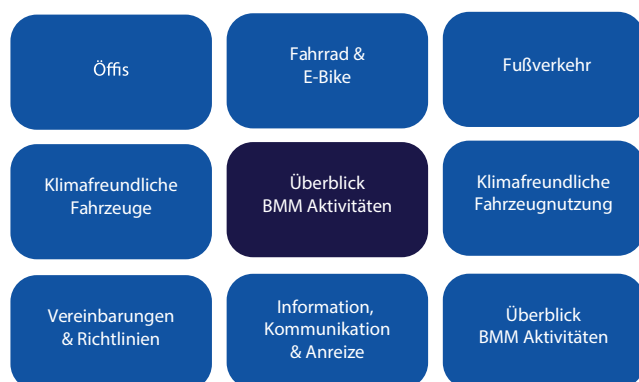 Öffis
Fahrrad &
E-Bike
Fußverkehr
Klimafreundliche
Fahrzeuge
Überblick
BMM Aktivitäten
Klimafreundliche
Fahrzeugnutzung
Vereinbarungen
& Richtlinien
Information,
Kommunikation
& Anreize
Überblick
BMM Aktivitäten